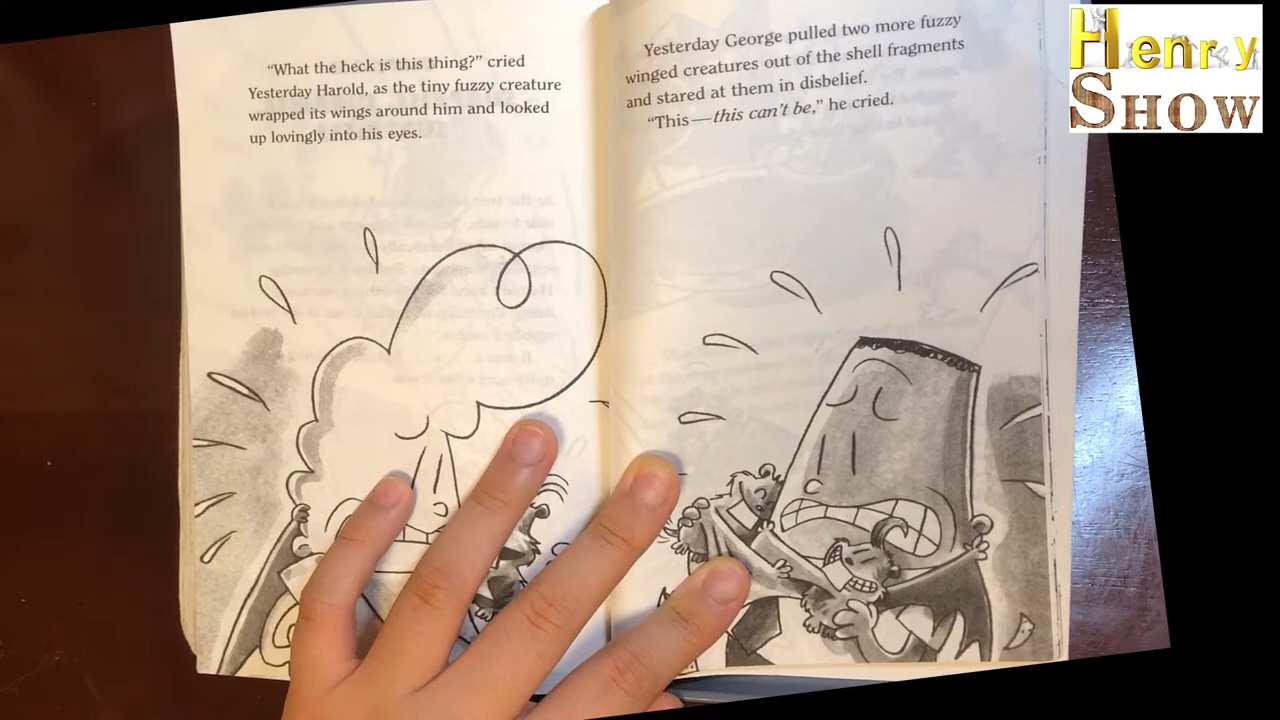 “What the heck is this thing?” cried
Yesterday Harold, as the tiny fuzzy creature
wrapped its wings around him and looked
up lovingly into his eyes.
Yesterday George pulled two more fuzzy
winged creatures out of the shell fragments
and stared at them in disbelief.
“This—this can’t be,” he cried.
Henry
SHOW